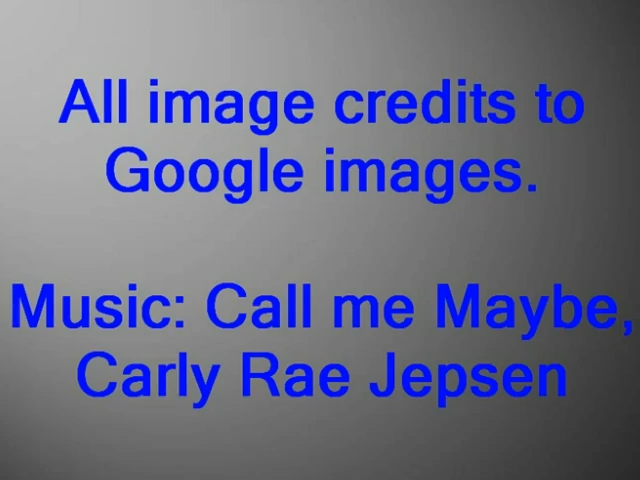 All image credits to
Google images.
Music: Call me Maybe,
Carly Rae Jepsen